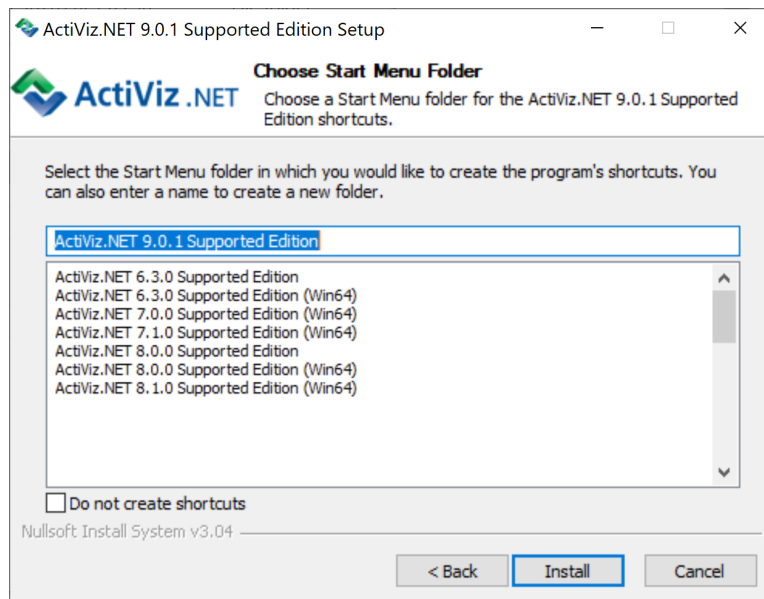 ActiViz.NET 9.0.1 Supported Edition Setup
ActiViz .NET
Choose Start Menu Folder
Choose a Start Menu folder for the ActiViz.NET 9.0.1 Supported
Edition shortcuts.
Select the Start Menu folder in which you would like to create the program's shortcuts. You
can also enter a name to create a new folder.
ActiViz.NET 9.0.1 Supported Edition
ActiViz.NET 6.3.0 Supported Edition
ActiViz.NET 6.3.0 Supported Edition (Win64)
ActiViz.NET 7.0.0 Supported Edition (Win64)
ActiViz.NET 7.1.0 Supported Edition (Win64)
ActiViz.NET 8.0.0 Supported Edition
ActiViz.NET 8.0.0 Supported Edition (Win64)
ActiViz.NET 8.1.0 Supported Edition (Win64)
Do not create shortcuts
Nullsoft Install System v3.04
< Back
Install
Cancel